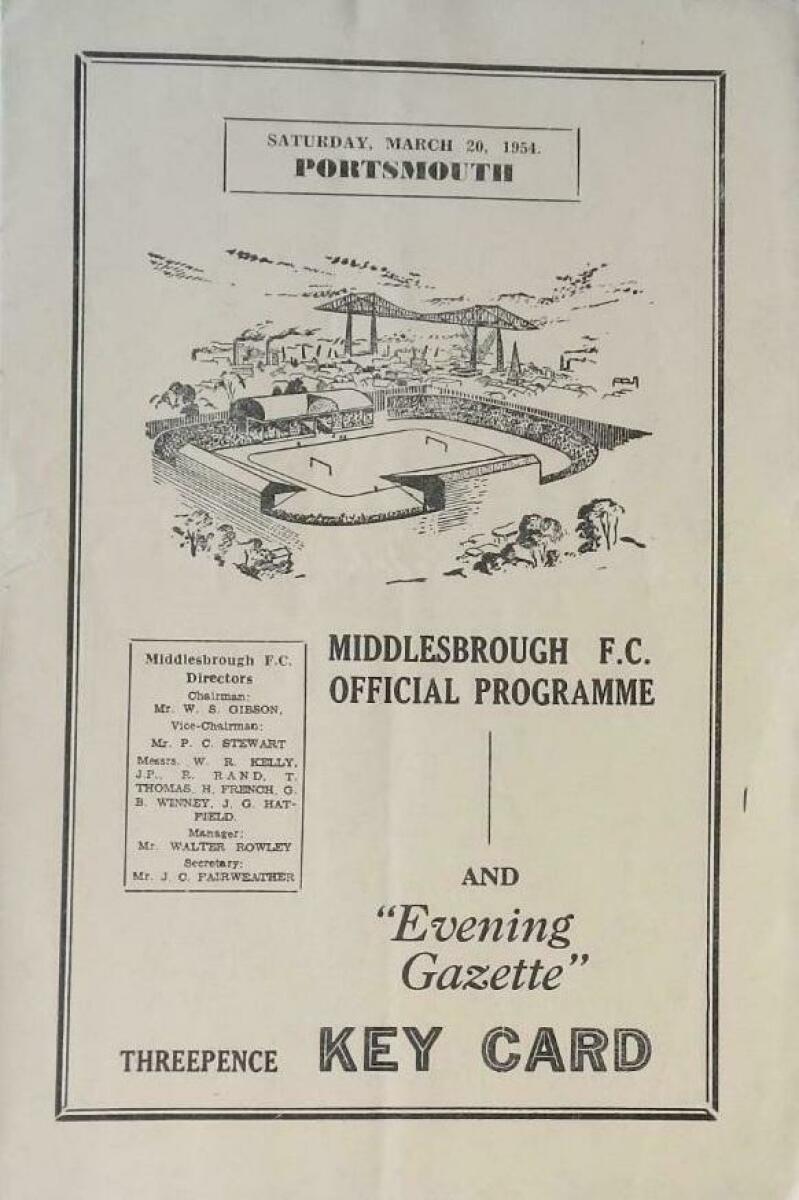 SATURDAY, MARCH 20, 1954.
PORTSMOUTH
Middlesbrough F.C.
Directors
Chairman:
Mr. W. S. GIBSON,
Vice-Chairman:
Mr. P. C. STEWART
Messrs. W. R. KELLY,
J.P., R. RAND, T.
THOMAS, H. FRENCH, G.
B. WINNEY, J. G. HAT-
FIELD.
Manager:
Mr. WALTER ROWLEY
Secretary:
Mr. J. C. FAIRWEATHER
MIDDLESBROUGH F.C.
OFFICIAL PROGRAMME
AND
"Evening
Gazette"
THREEPENCE KEY CARD